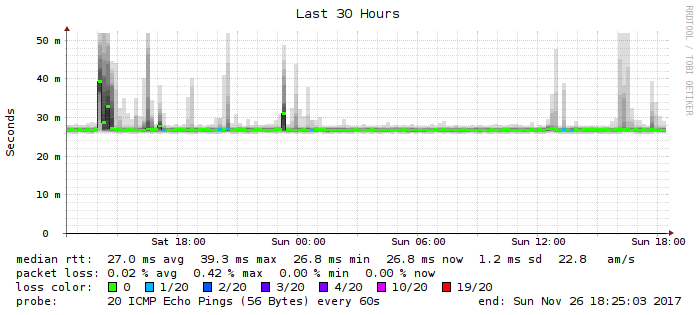 Last 30 Hours
RRDTOOL / TOBI OETIKER
Seconds
50 m
40 m
30 m
20 m
10 m
0
Sat 18:00 Sun 00:00 Sun 06:00 Sun 12:00 Sun 18:00
median rtt: 27.0 ms avg 39.3 ms max 26.8 ms min 26.8 ms now 1.2 ms sd 22.8 am/s
packet loss: 0.02 % avg 0.42 % max 0.00 % min 0.00 % now
loss color: 0 1/20 2/20 3/20 4/20 10/20 19/20
probe: 20 ICMP Echo Pings (56 Bytes) every 60s end: Sun Nov 26 18:25:03 2017